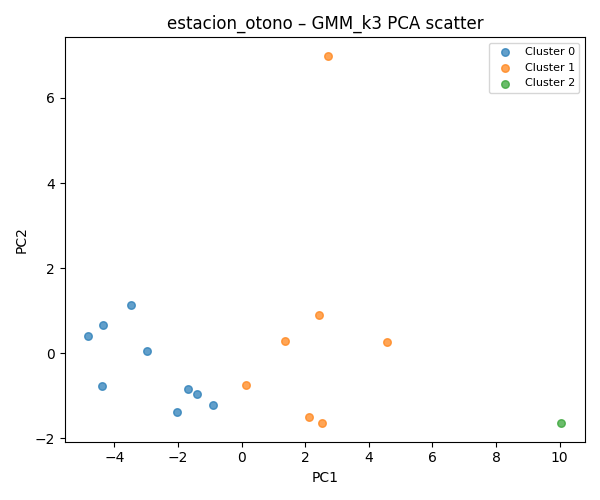 estacion_otono – GMM_k3 PCA scatter
Cluster 0
Cluster 1
Cluster 2
6
4
2
0
−2
PC2
−4
−2
0
2
4
6
8
10
PC1